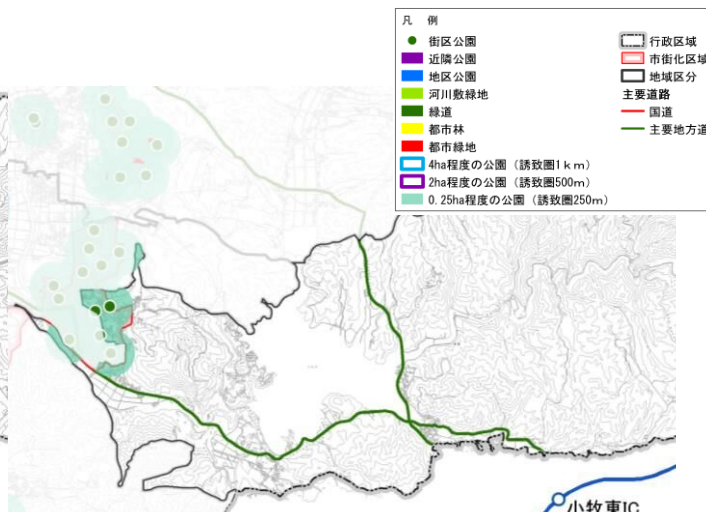 凡 例
街区公園
近隣公園
地区公園
河川敷緑地
緑道
都市林
都市緑地
4ha程度の公園（誘致圏1ｋｍ）
2ha程度の公園（誘致圏500ｍ）
0.25ha程度の公園（誘致圏250ｍ）
行政区域
市街化区域
地域区分
主要道路
国道
主要地方道
小牧東IC